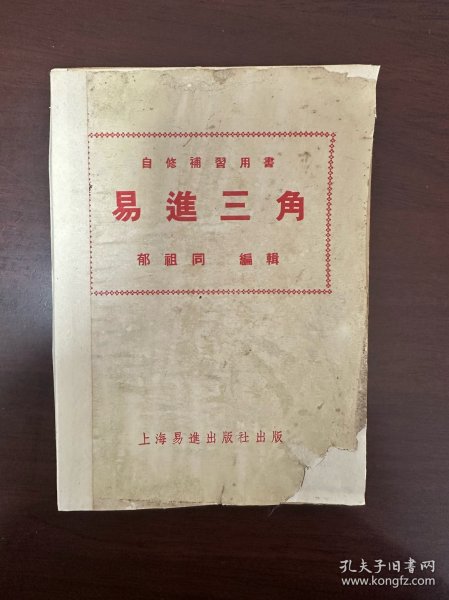 自修補習用書
易進三角
郁祖同 編輯
上海易進出版社出版
孔夫子旧书网
www.kongfz.com